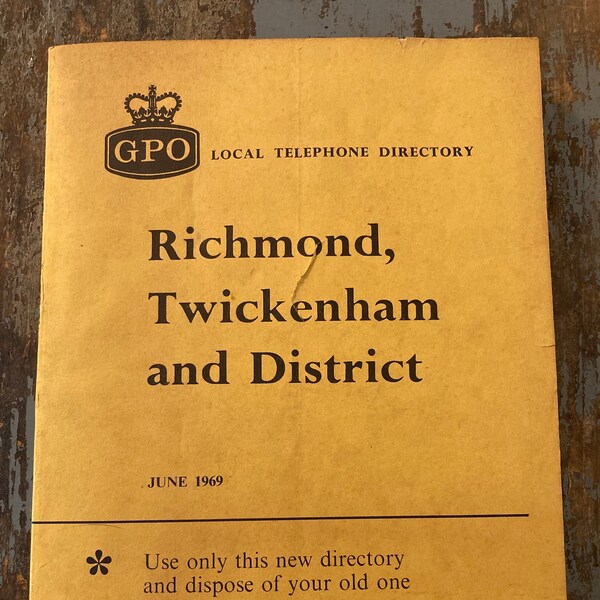 GPO LOCAL TELEPHONE DIRECTORY
Richmond,
Twickenham
and District
JUNE 1969
* Use only this new directory
and dispose of your old one